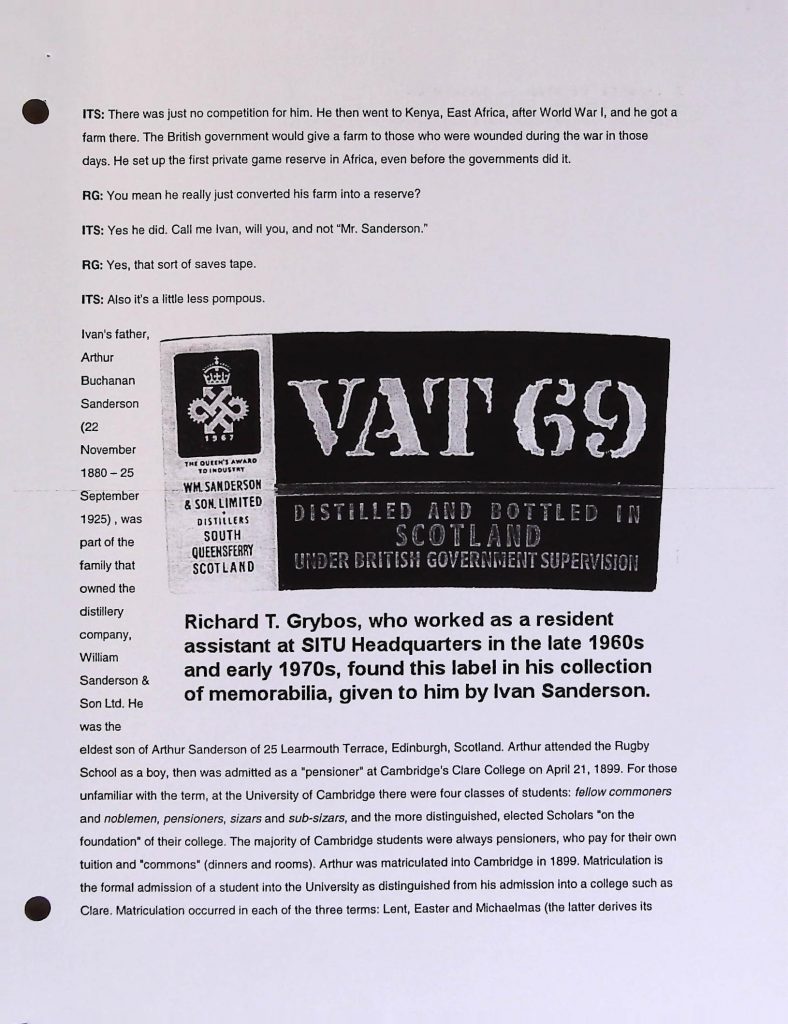 ITS: There was just no competition for him. He then went to Kenya, East Africa, after World War I, and he got a
farm there. The British government would give a farm to those who were wounded during the war in those
days. He set up the first private game reserve in Africa, even before the governments did it.
RG: You mean he really just converted his farm into a reserve?
ITS: Yes he did. Call me Ivan, will you, and not “Mr. Sanderson.”
RG: Yes, that sort of saves tape.
ITS: Also it's a little less pompous.
Ivan's father,
Arthur
Buchanan
Sanderson
(22
November
1880 – 25
September
1925) , was
part of the
family that
owned the
distillery
company,
William
Sanderson &
Son Ltd. He
was the
1967
THE QUEEN'S AWARD
TO INDUSTRY
WM. SANDERSON
& SON, LIMITED
DISTILLERS
SOUTH
QUEENSFERRY
SCOTLAND
VAT 69
DISTILLED AND BOTTLED IN
SCOTLAND
UNDER BRITISH GOVERNMENT SUPERVISION
Richard T. Grybos, who worked as a resident
assistant at SITU Headquarters in the late 1960s
and early 1970s, found this label in his collection
of memorabilia, given to him by Ivan Sanderson.
eldest son of Arthur Sanderson of 25 Learmouth Terrace, Edinburgh, Scotland. Arthur attended the Rugby
School as a boy, then was admitted as a "pensioner" at Cambridge's Clare College on April 21, 1899. For those
unfamiliar with the term, at the University of Cambridge there were four classes of students: fellow commoners
and noblemen, pensioners, sizars and sub-sizars, and the more distinguished, elected Scholars "on the
foundation" of their college. The majority of Cambridge students were always pensioners, who pay for their own
tuition and "commons" (dinners and rooms). Arthur was matriculated into Cambridge in 1899. Matriculation is
the formal admission of a student into the University as distinguished from his admission into a college such as
Clare. Matriculation occurred in each of the three terms: Lent, Easter and Michaelmas (the latter derives its